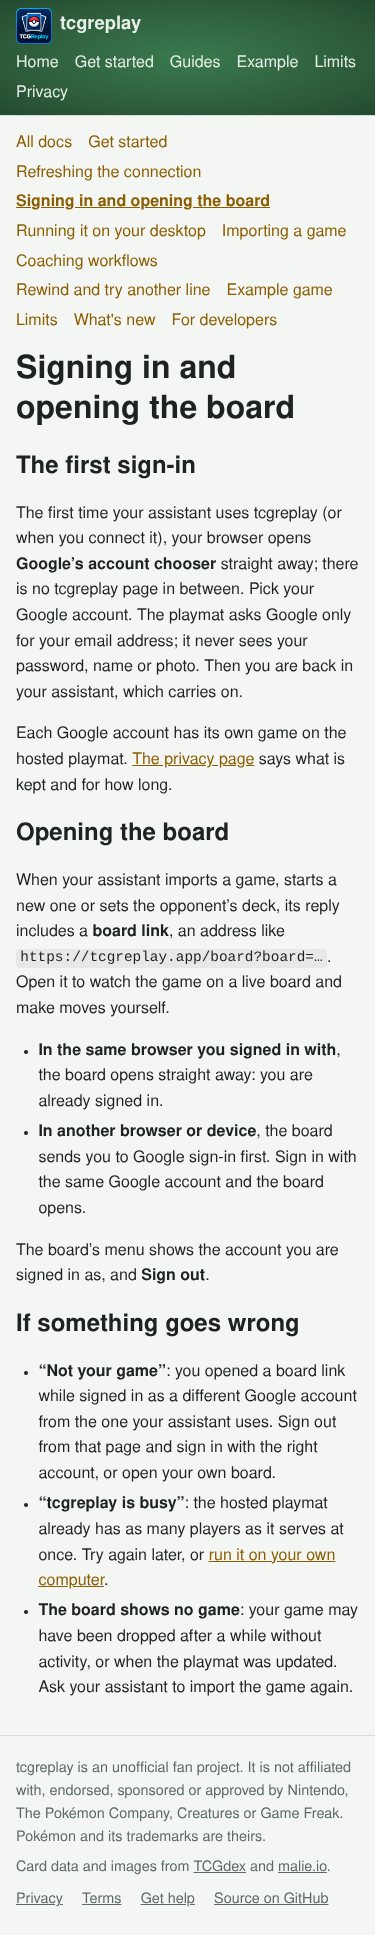 TCGReplay
tcgreplay
Home Get started Guides Example Limits
Privacy
All docs Get started
Refreshing the connection
Signing in and opening the board
Running it on your desktop Importing a game
Coaching workflows
Rewind and try another line Example game
Limits What's new For developers
Signing in and
opening the board
The first sign-in
The first time your assistant uses tcgreplay (or
when you connect it), your browser opens
Google’s account chooser straight away; there
is no tcgreplay page in between. Pick your
Google account. The playmat asks Google only
for your email address; it never sees your
password, name or photo. Then you are back in
your assistant, which carries on.
Each Google account has its own game on the
hosted playmat. The privacy page says what is
kept and for how long.
Opening the board
When your assistant imports a game, starts a
new one or sets the opponent’s deck, its reply
includes a board link, an address like
https://tcgreplay.app/board?board=….
Open it to watch the game on a live board and
make moves yourself.
• In the same browser you signed in with,
the board opens straight away: you are
already signed in.
• In another browser or device, the board
sends you to Google sign-in first. Sign in with
the same Google account and the board
opens.
The board’s menu shows the account you are
signed in as, and Sign out.
If something goes wrong
• “Not your game”: you opened a board link
while signed in as a different Google account
from the one your assistant uses. Sign out
from that page and sign in with the right
account, or open your own board.
• “tcgreplay is busy”: the hosted playmat
already has as many players as it serves at
once. Try again later, or run it on your own
computer.
• The board shows no game: your game may
have been dropped after a while without
activity, or when the playmat was updated.
Ask your assistant to import the game again.
tcgreplay is an unofficial fan project. It is not affiliated
with, endorsed, sponsored or approved by Nintendo,
The Pokémon Company, Creatures or Game Freak.
Pokémon and its trademarks are theirs.
Card data and images from TCGdex and malie.io.
Privacy Terms Get help Source on GitHub